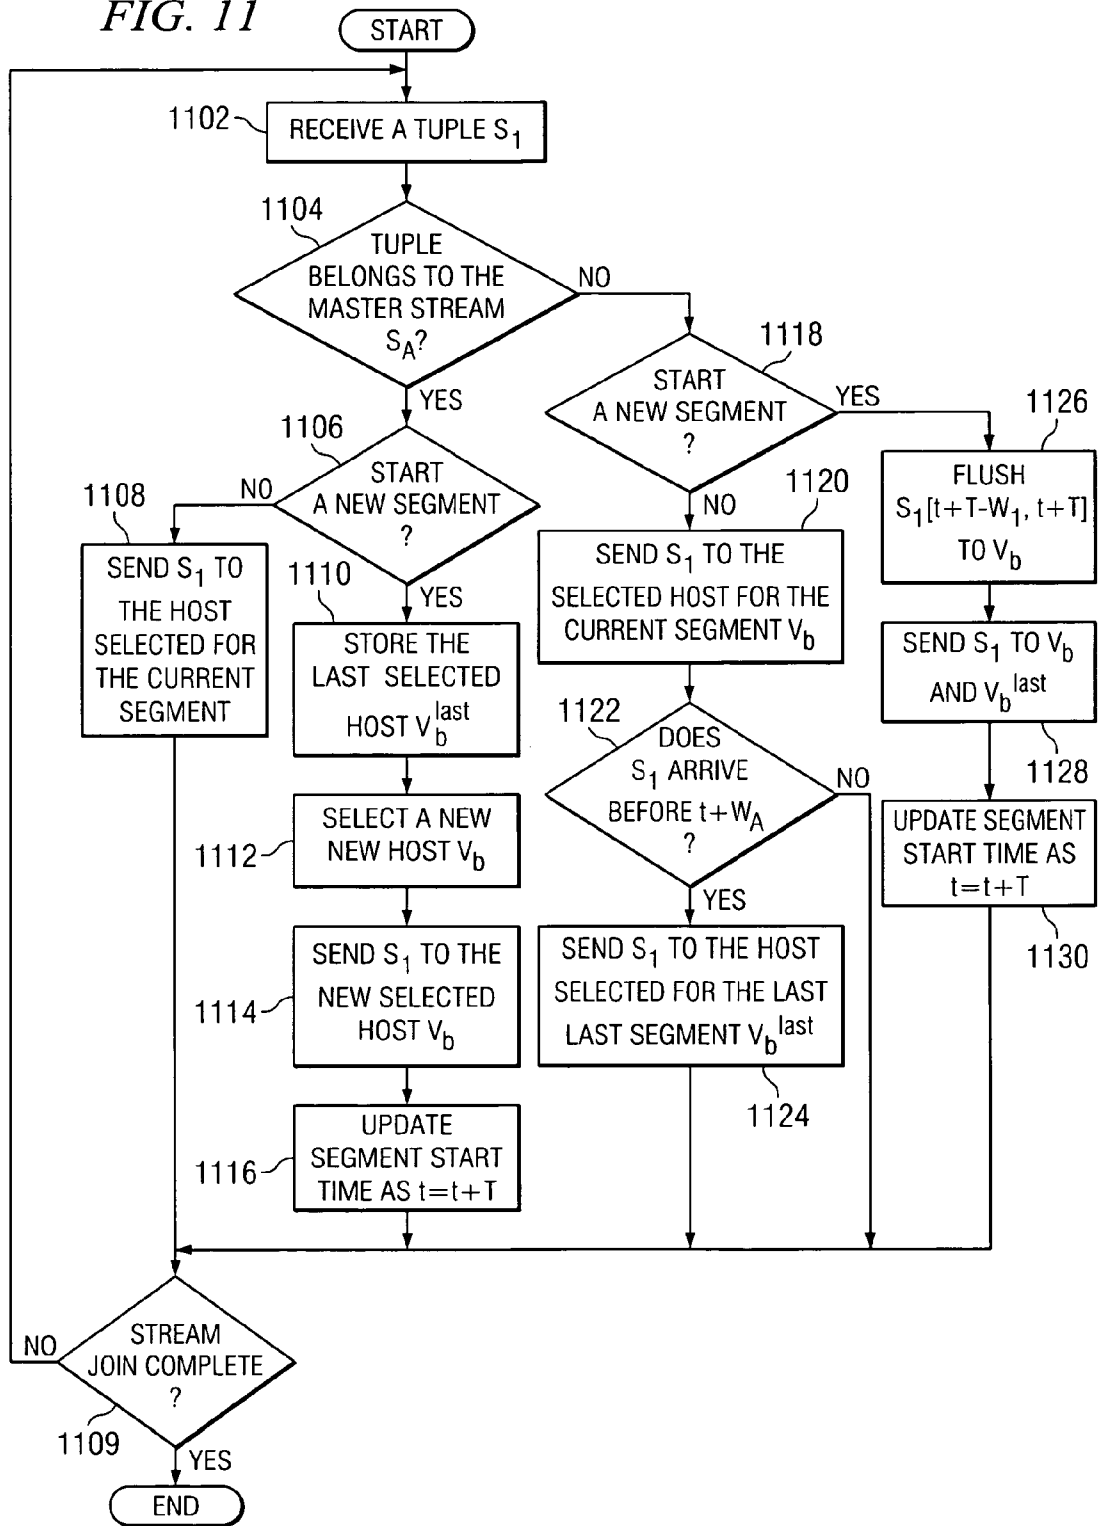 FIG. 11
START
1102
RECEIVE A TUPLE S1
1104
TUPLE
BELONGS TO THE
MASTER STREAM
SA?
NO
YES
1118
START
A NEW SEGMENT
?
YES
NO
1126
FLUSH
S1[t+T-W1, t+T]
TO Vb
1106
START
A NEW SEGMENT
?
NO
YES
1108
SEND S1 TO
THE HOST
SELECTED FOR
THE CURRENT
SEGMENT
1110
STORE THE
LAST SELECTED
HOST Vb last
1120
SEND S1 TO THE
SELECTED HOST FOR THE
CURRENT SEGMENT Vb
SEND S1 TO Vb
AND Vb last
1128
1122
DOES
S1 ARRIVE
BEFORE t+WA
?
NO
YES
1112
SELECT A NEW
NEW HOST Vb
UPDATE SEGMENT
START TIME AS
t=t+T
1130
1114
SEND S1 TO THE
NEW SELECTED
HOST Vb
SEND S1 TO THE HOST
SELECTED FOR THE LAST
LAST SEGMENT Vb last
1124
1116
UPDATE
SEGMENT START
TIME AS t=t+T
STREAM
JOIN COMPLETE
?
NO
1109
YES
END